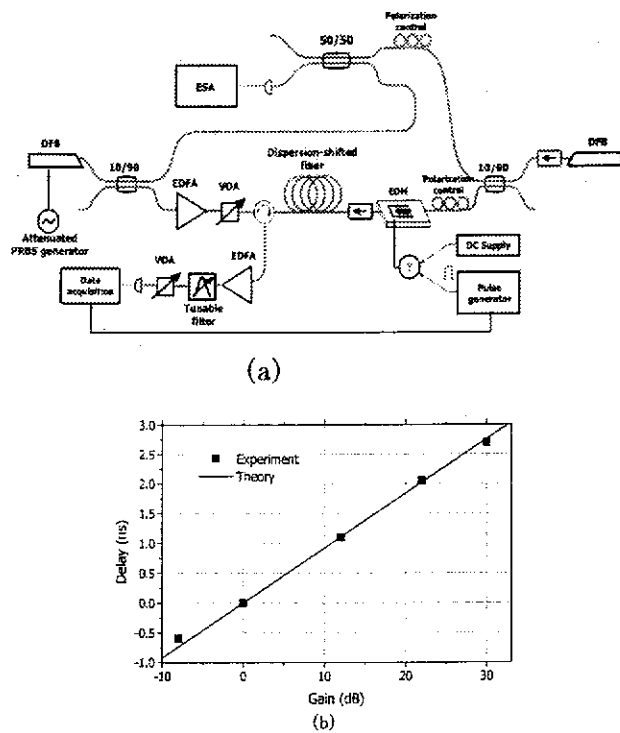 Polarization
control
50/50
ESA
DFB
10/90
EDFA
VOA
Dispersion-shifted
fiber
EOM
Polarization
control
10/90
DFB
Attenuated
PRBS generator
DC Supply
Pulse
generator
VOA
EDFA
Data
acquisition
Tunable
filter
(a)
3.0
2.5
2.0
1.5
1.0
0.5
0.0
-0.5
-1.0
Delay (ns)
Experiment
Theory
-10
0
10
20
30
Gain (dB)
(b)